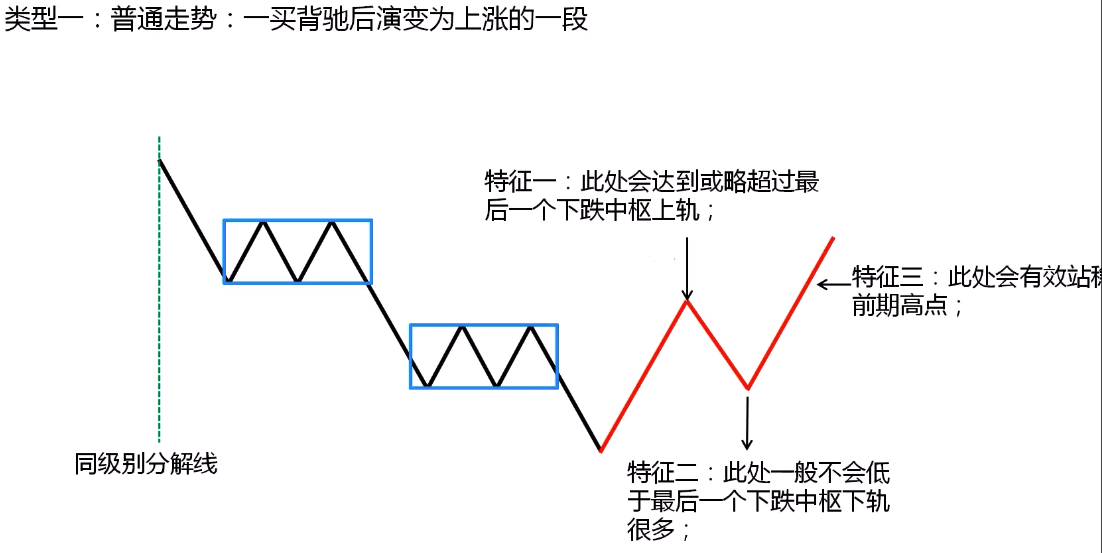 类型一：普通走势：一买背驰后演变为上涨的一段
特征一：此处会达到或略超过最
后一个下跌中枢上轨；
特征三：此处会有效站稳
前期高点；
同级别分解线
特征二：此处一般不会低
于最后一个下跌中枢下轨
很多；